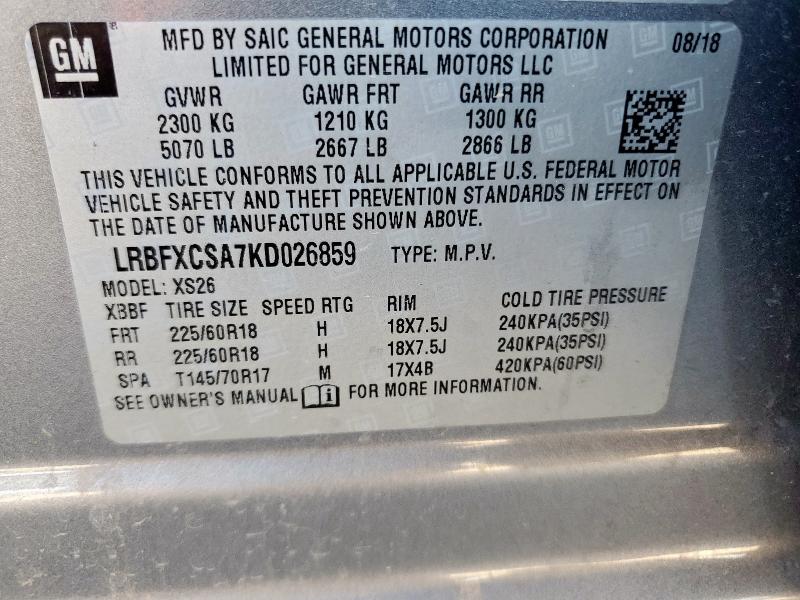 GM
MFD BY SAIC GENERAL MOTORS CORPORATION 08/18
LIMITED FOR GENERAL MOTORS LLC
GVWR GAWR FRT GAWR RR
2300 KG 1210 KG 1300 KG
5070 LB 2667 LB 2866 LB
THIS VEHICLE CONFORMS TO ALL APPLICABLE U.S. FEDERAL MOTOR
VEHICLE SAFETY AND THEFT PREVENTION STANDARDS IN EFFECT ON
THE DATE OF MANUFACTURE SHOWN ABOVE.
LRBFXCSA7KD026859 TYPE: M.P.V.
MODEL: XS26
XBBF TIRE SIZE SPEED RTG RIM COLD TIRE PRESSURE
FRT 225/60R18 H 18X7.5J 240KPA(35PSI)
RR 225/60R18 H 18X7.5J 240KPA(35PSI)
SPA T145/70R17 M 17X4B 420KPA(60PSI)
SEE OWNER'S MANUAL i FOR MORE INFORMATION.